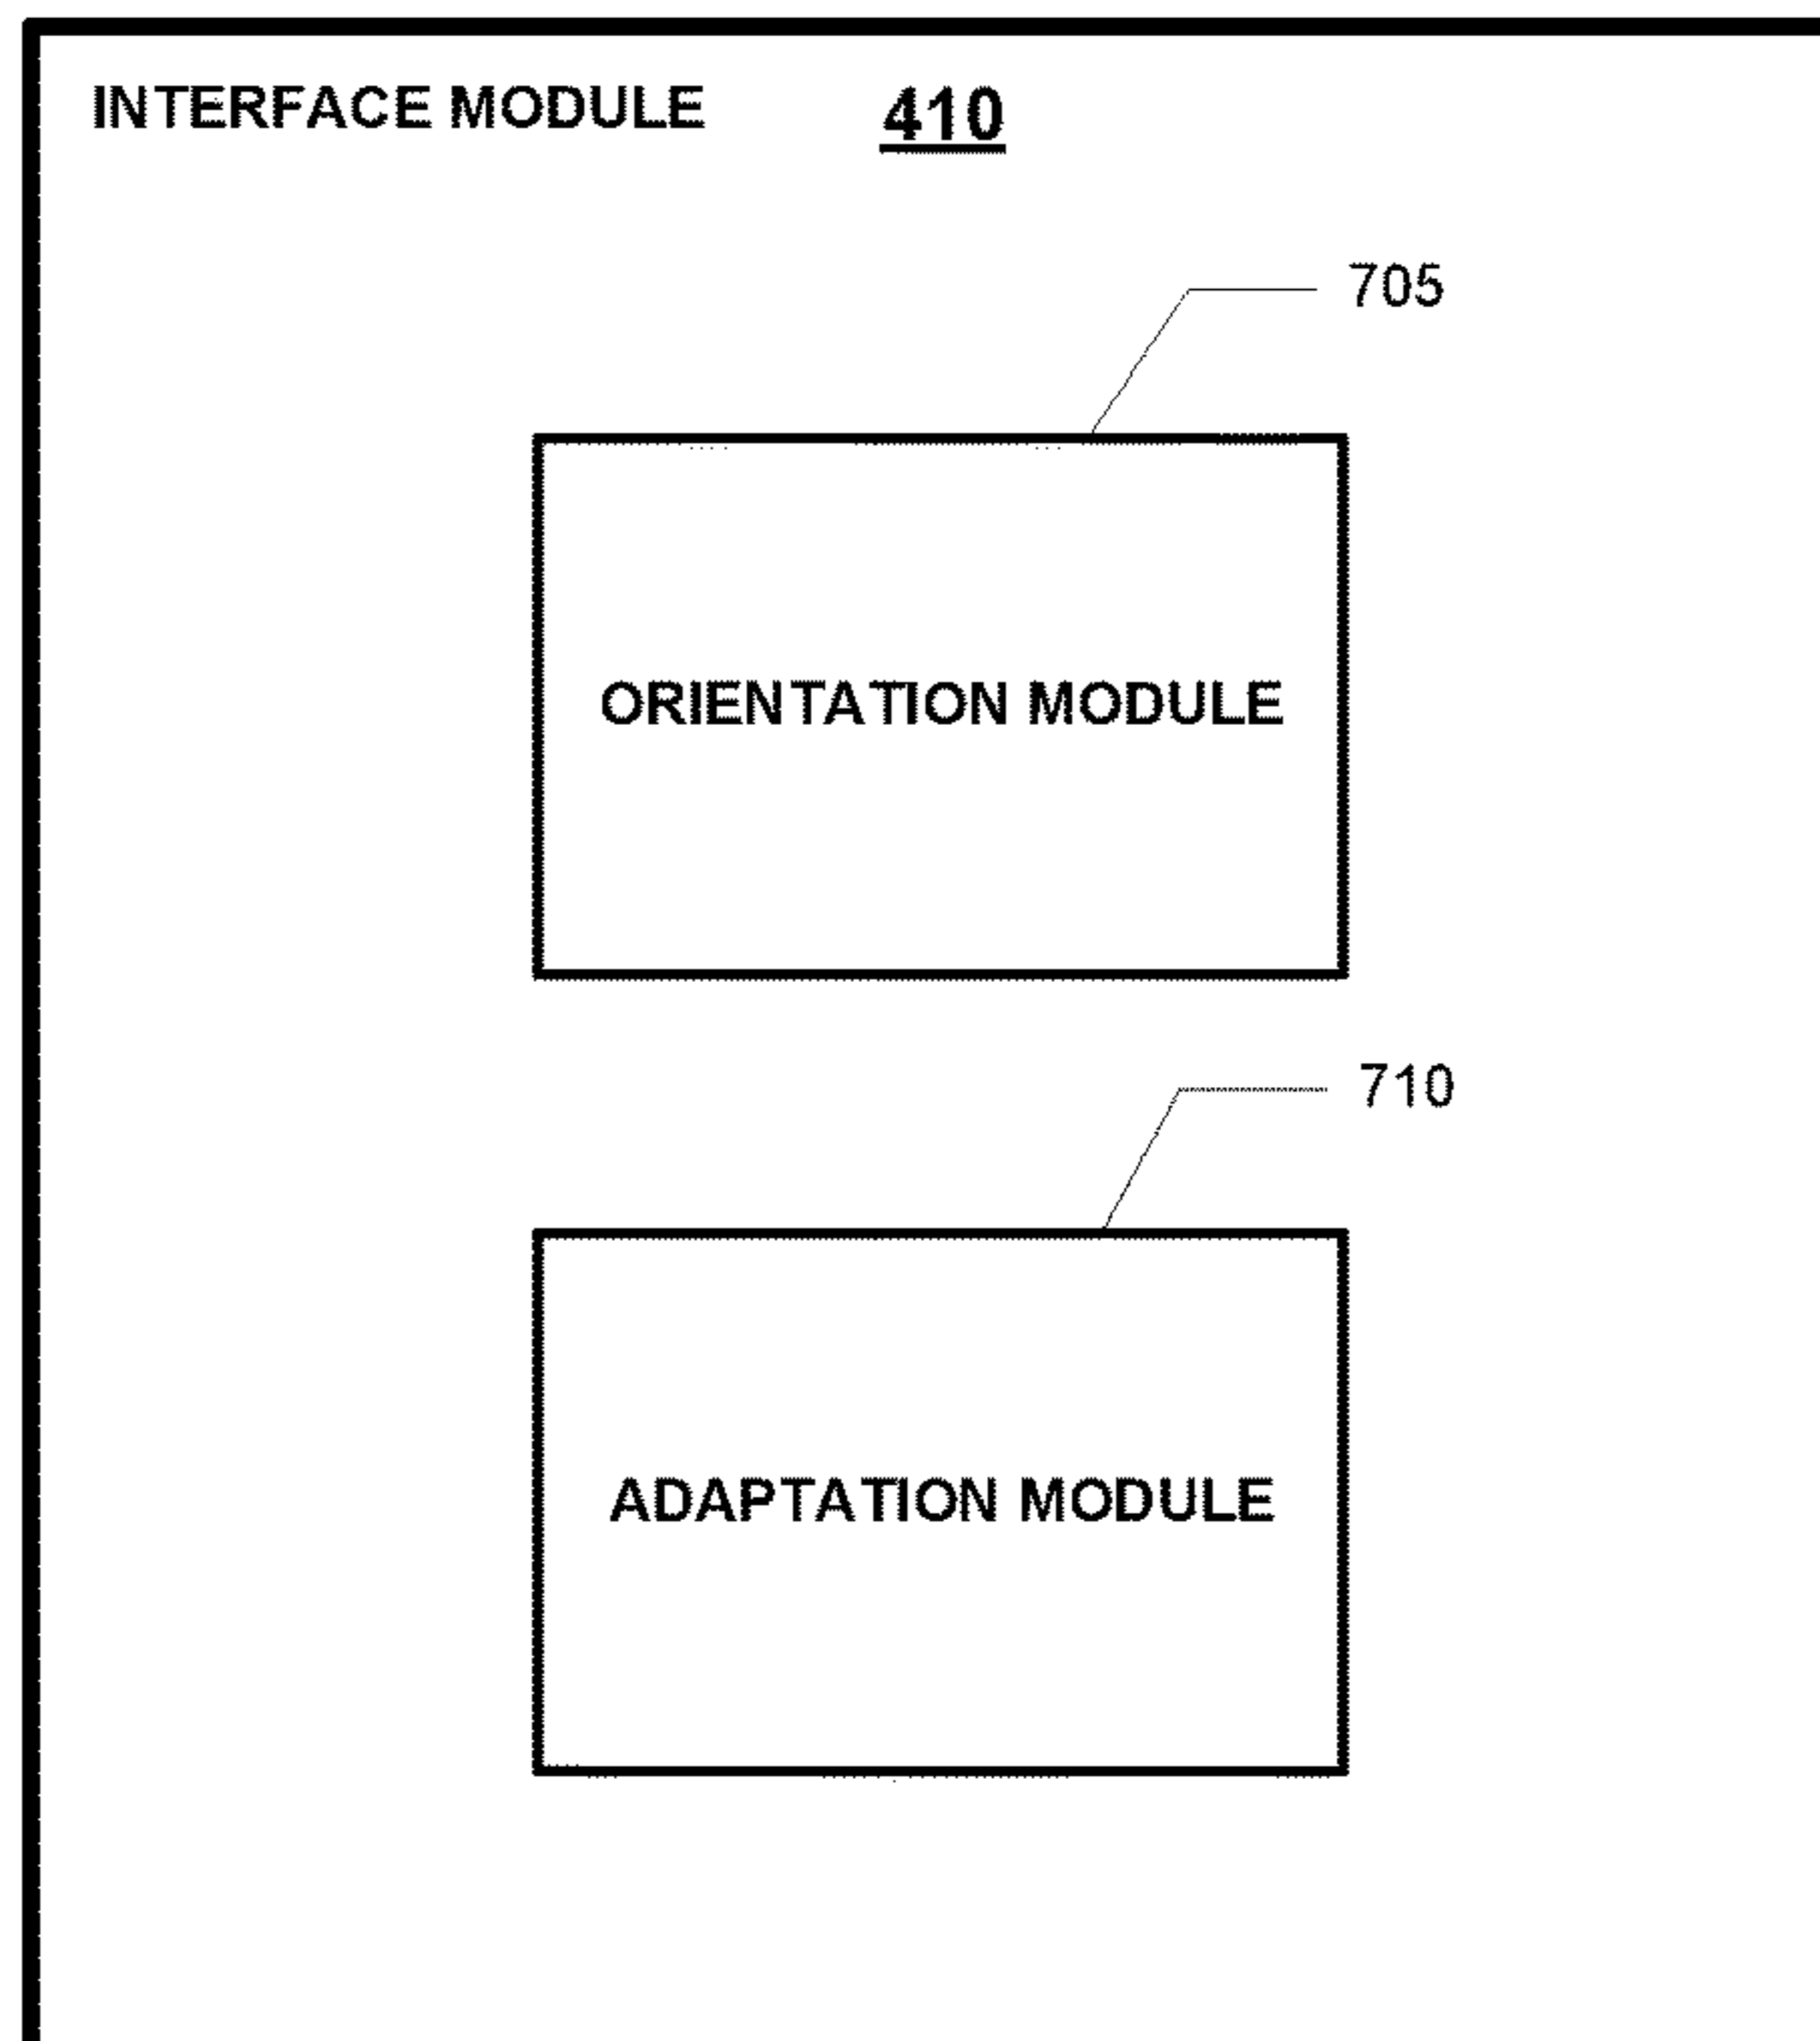 INTERFACE MODULE 410
705
ORIENTATION MODULE
710
ADAPTATION MODULE